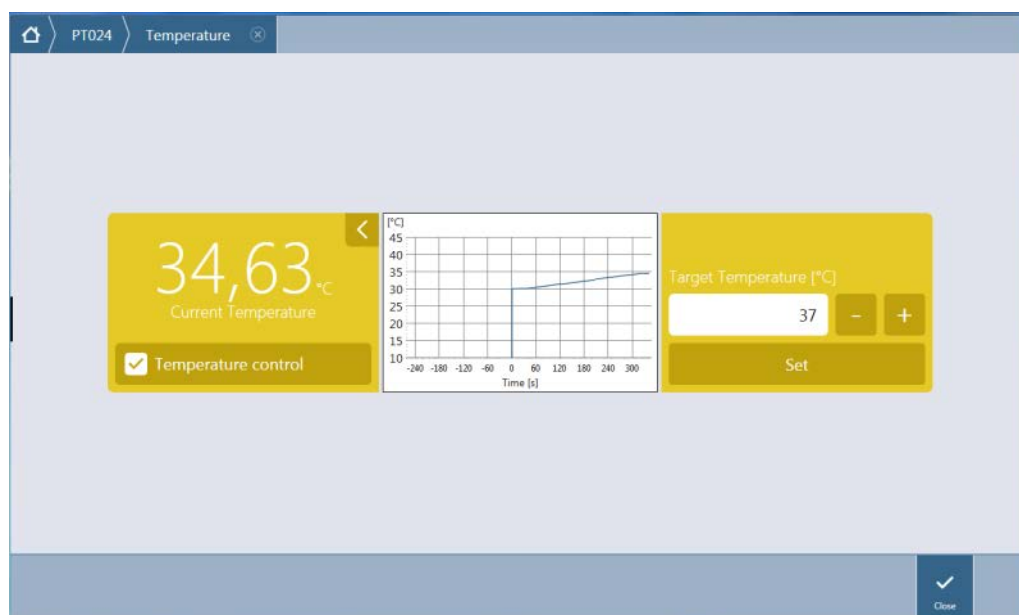 PT024
Temperature
34,63 °C
Current Temperature
Temperature control
[°C]
45
40
35
30
25
20
15
10
-240 -180 -120 -60 0 60 120 180 240 300
Time [s]
Target Temperature [°C]
37
- +
Set
Close